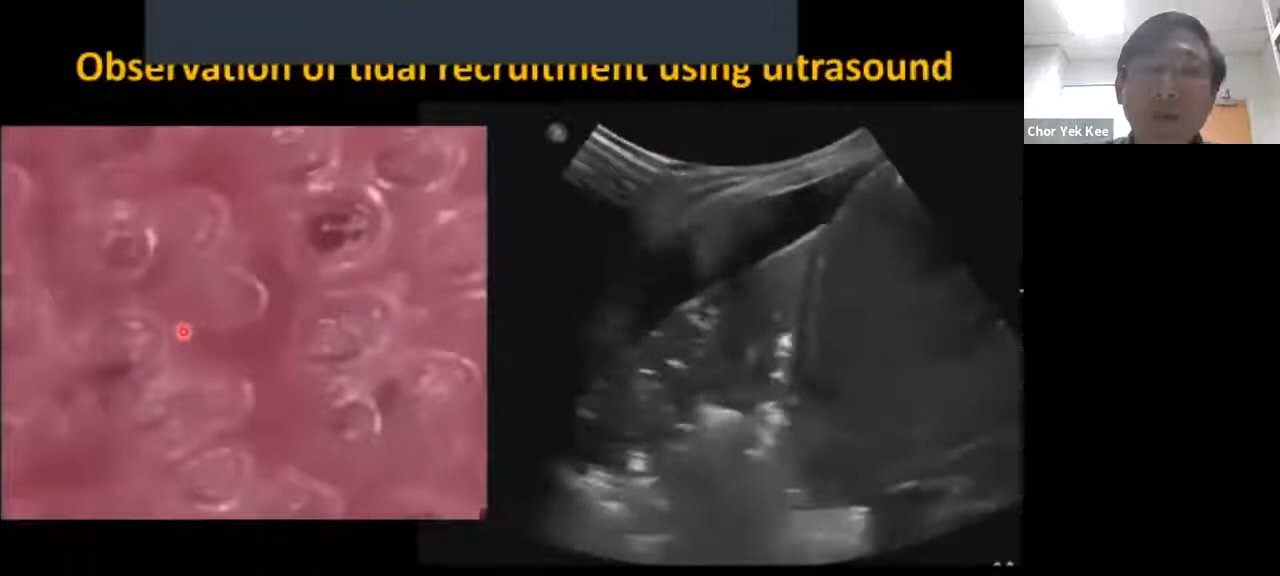 Observation of tidal recruitment using ultrasound
Chor Yek Kee